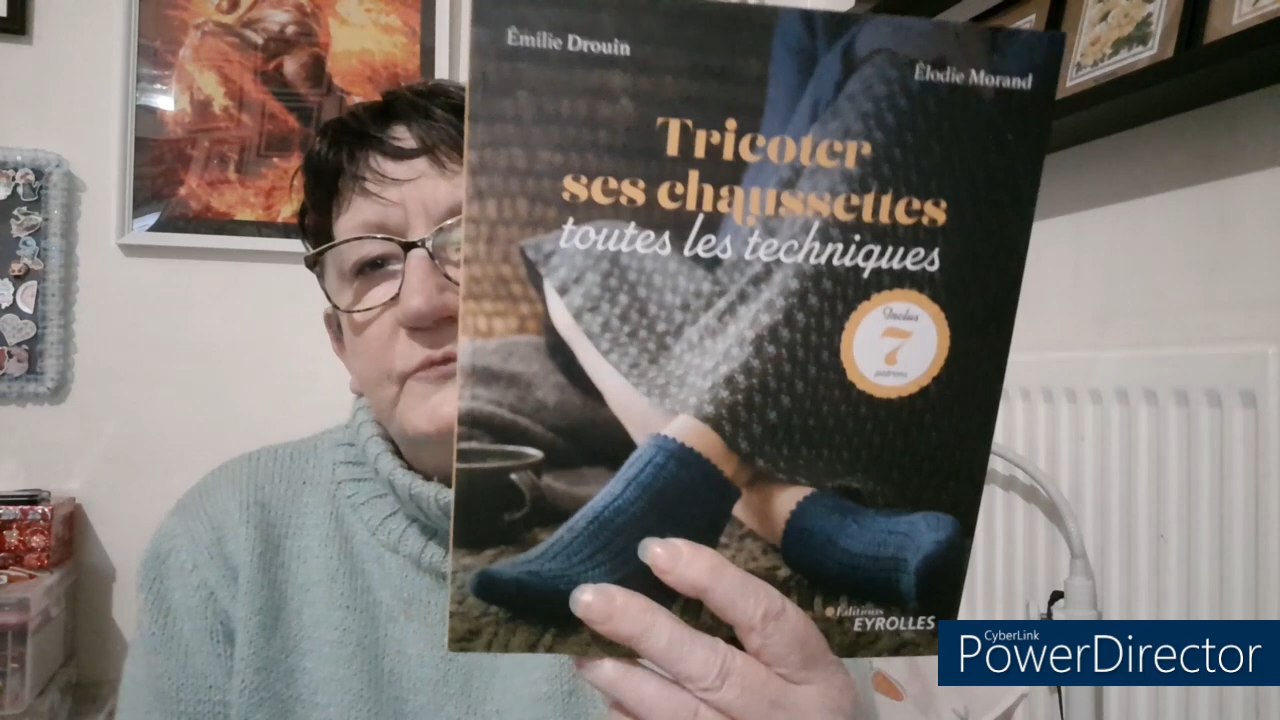 Émilie Drouin
Élodie Morand
Tricoter
ses chaussettes
toutes les techniques
Inclus
7
patrons
Éditions
EYROLLES
CyberLink
PowerDirector